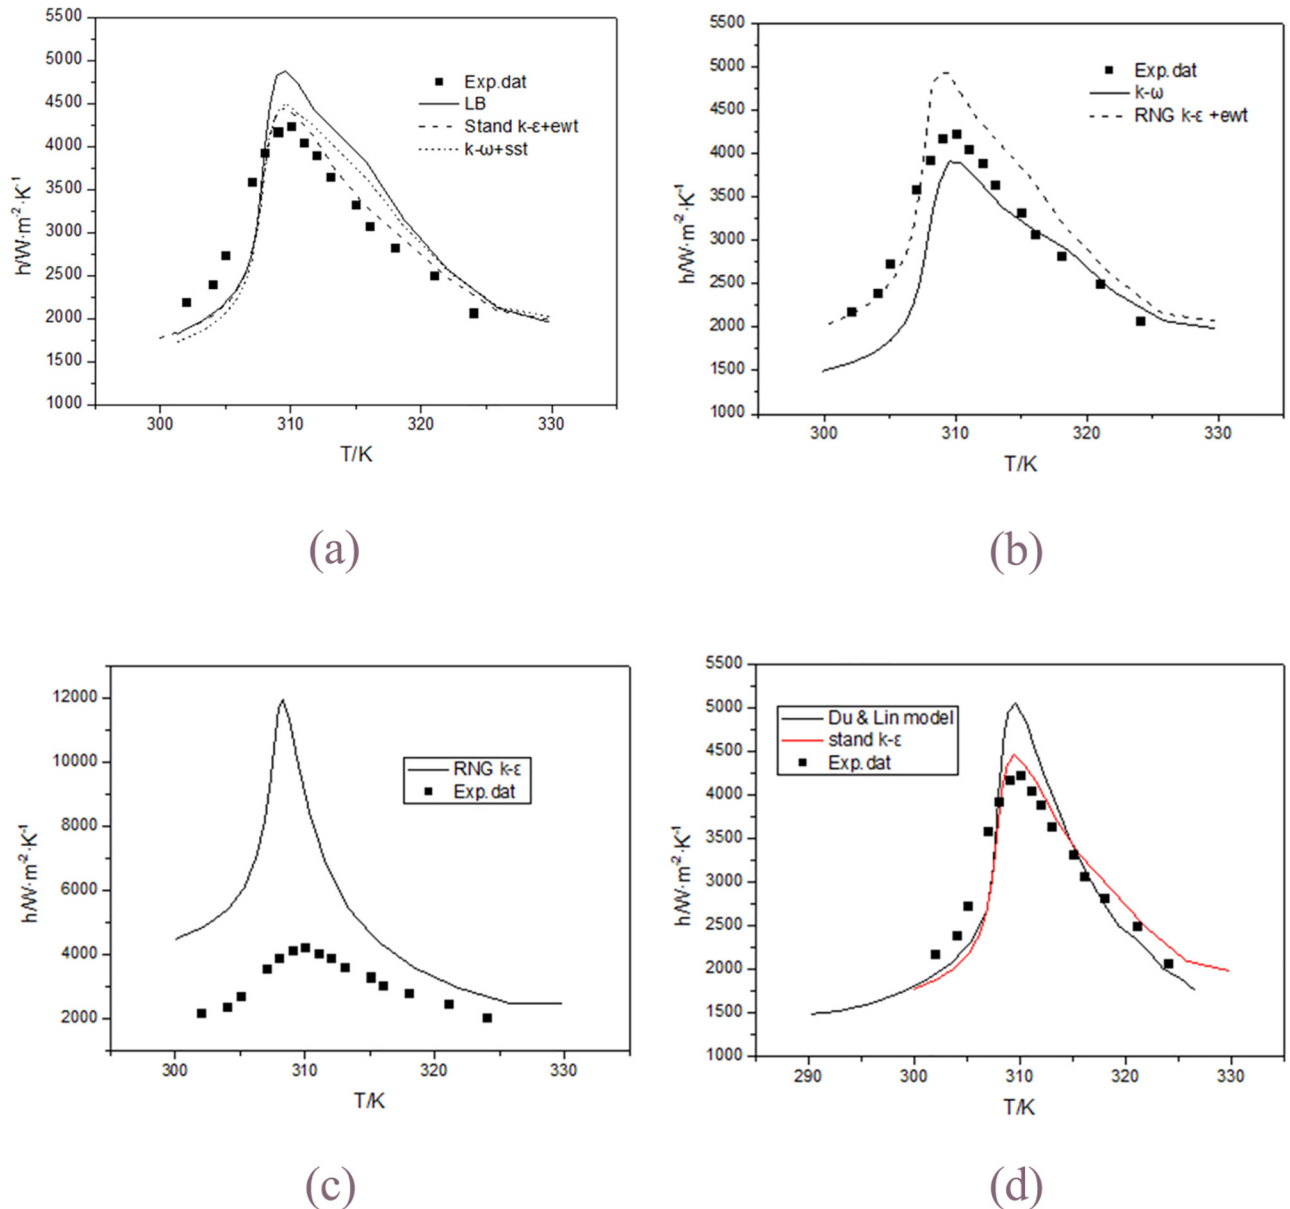 5500
5000
4500
4000
3500
3000
2500
2000
1500
1000
h/W·m⁻²·K⁻¹
Exp.dat
LB
Stand k-ε+ewt
k-ω+sst
300
310
320
330
T/K
(a)
5500
5000
4500
4000
3500
3000
2500
2000
1500
1000
h/W·m⁻²·K⁻¹
Exp.dat
k-ω
RNG k-ε +ewt
300
310
320
330
T/K
(b)
12000
10000
8000
6000
4000
2000
h/W·m⁻²·K⁻¹
RNG k-ε
Exp.dat
300
310
320
330
T/K
(c)
5500
5000
4500
4000
3500
3000
2500
2000
1500
1000
h/W·m⁻²·K⁻¹
Du & Lin model
stand k-ε
Exp.dat
290
300
310
320
330
T/K
(d)